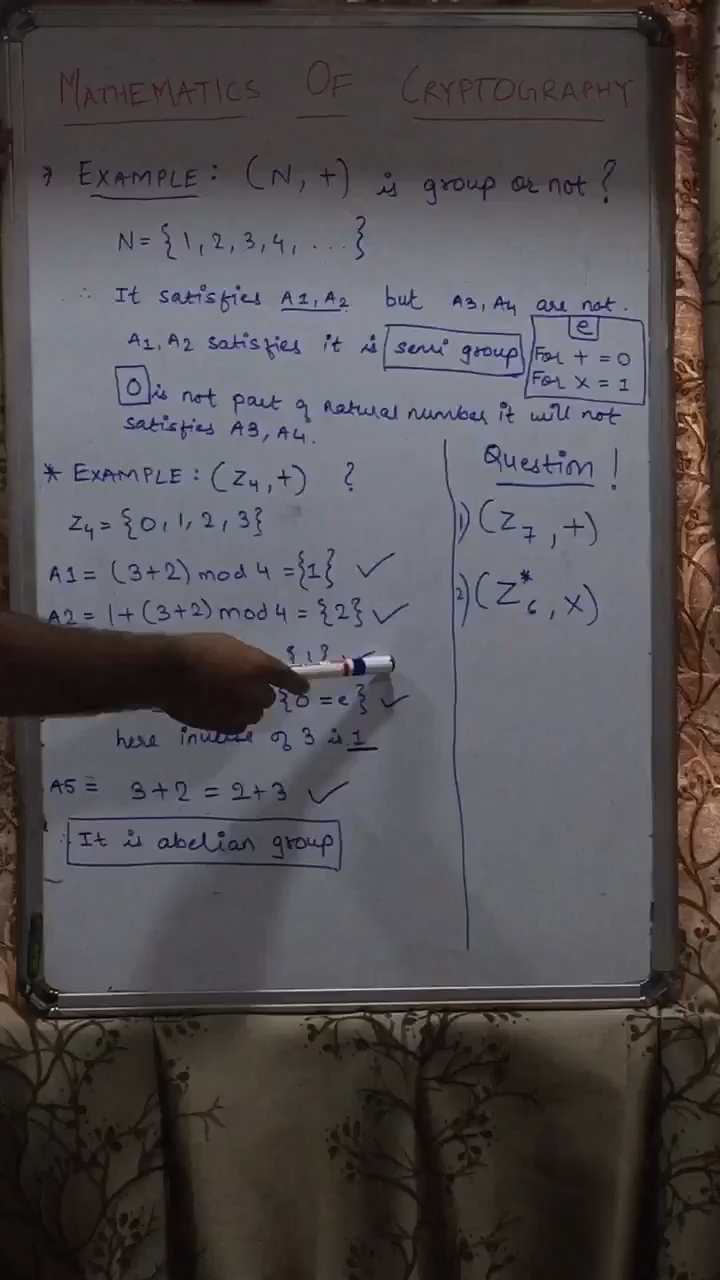 MATHEMATICS OF CRYPTOGRAPHY
→ EXAMPLE: (N, +) is group or not?
N = {1, 2, 3, 4, ...}
∴ It satisfies A1, A2 but A3, A4 are not.
A1, A2 satisfies it is semi group
e
For + = 0
For x = 1
0 is not part of natural number it will not
satisfies A3, A4.
* EXAMPLE: (Z4, +) ?
Z4 = {0, 1, 2, 3}
A1 = (3+2) mod 4 = {1} ✓
A2 = 1+(3+2) mod 4 = {2} ✓
{0 = e} ✓
here inverse of 3 is 1
A5 = 3+2 = 2+3 ✓
∴ It is abelian group
Question !
1) (Z7, +)
2) (Z*6, x)